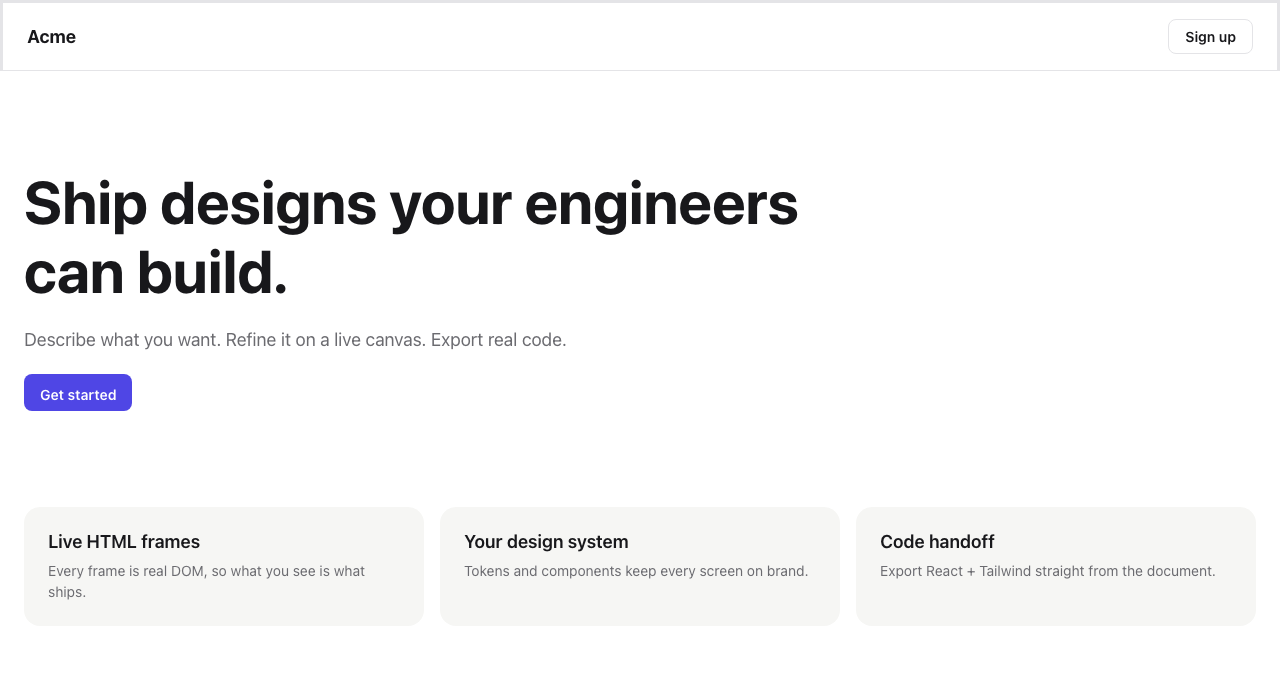 Acme
Sign up
Ship designs your engineers
can build.
Describe what you want. Refine it on a live canvas. Export real code.
Get started
Live HTML frames
Every frame is real DOM, so what you see is what
ships.
Your design system
Tokens and components keep every screen on brand.
Code handoff
Export React + Tailwind straight from the document.